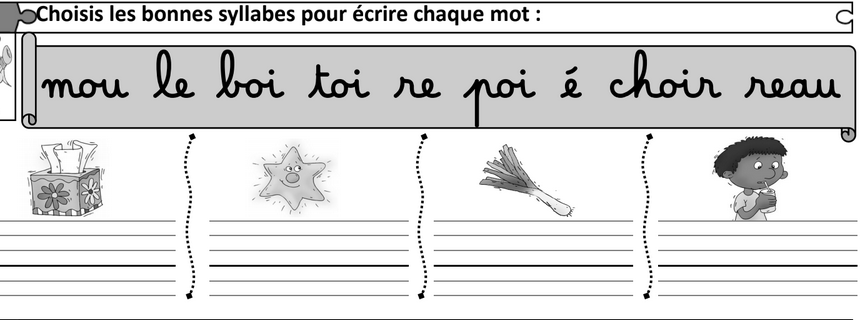 Choisis les bonnes syllabes pour écrire chaque mot :
mou le boi toi re poi é choir reau